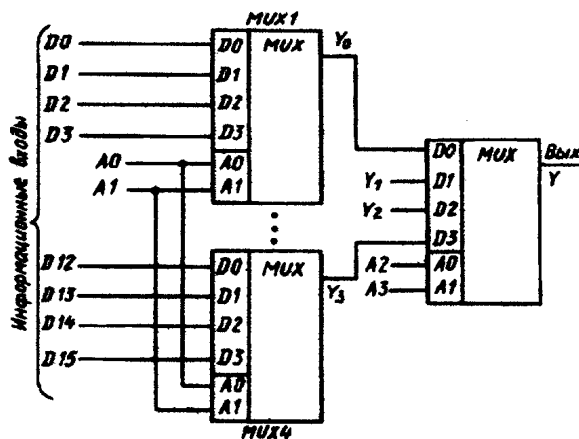 Информационные входы
D0
D1
D2
D3
A0
A1
MUX1
D0
D1
D2
D3
A0
A1
MUX
Y0
D12
D13
D14
D15
D0
D1
D2
D3
A0
A1
MUX
MUX4
Y3
Y1
Y2
A2
A3
D0
D1
D2
D3
A0
A1
MUX
Вых
Y